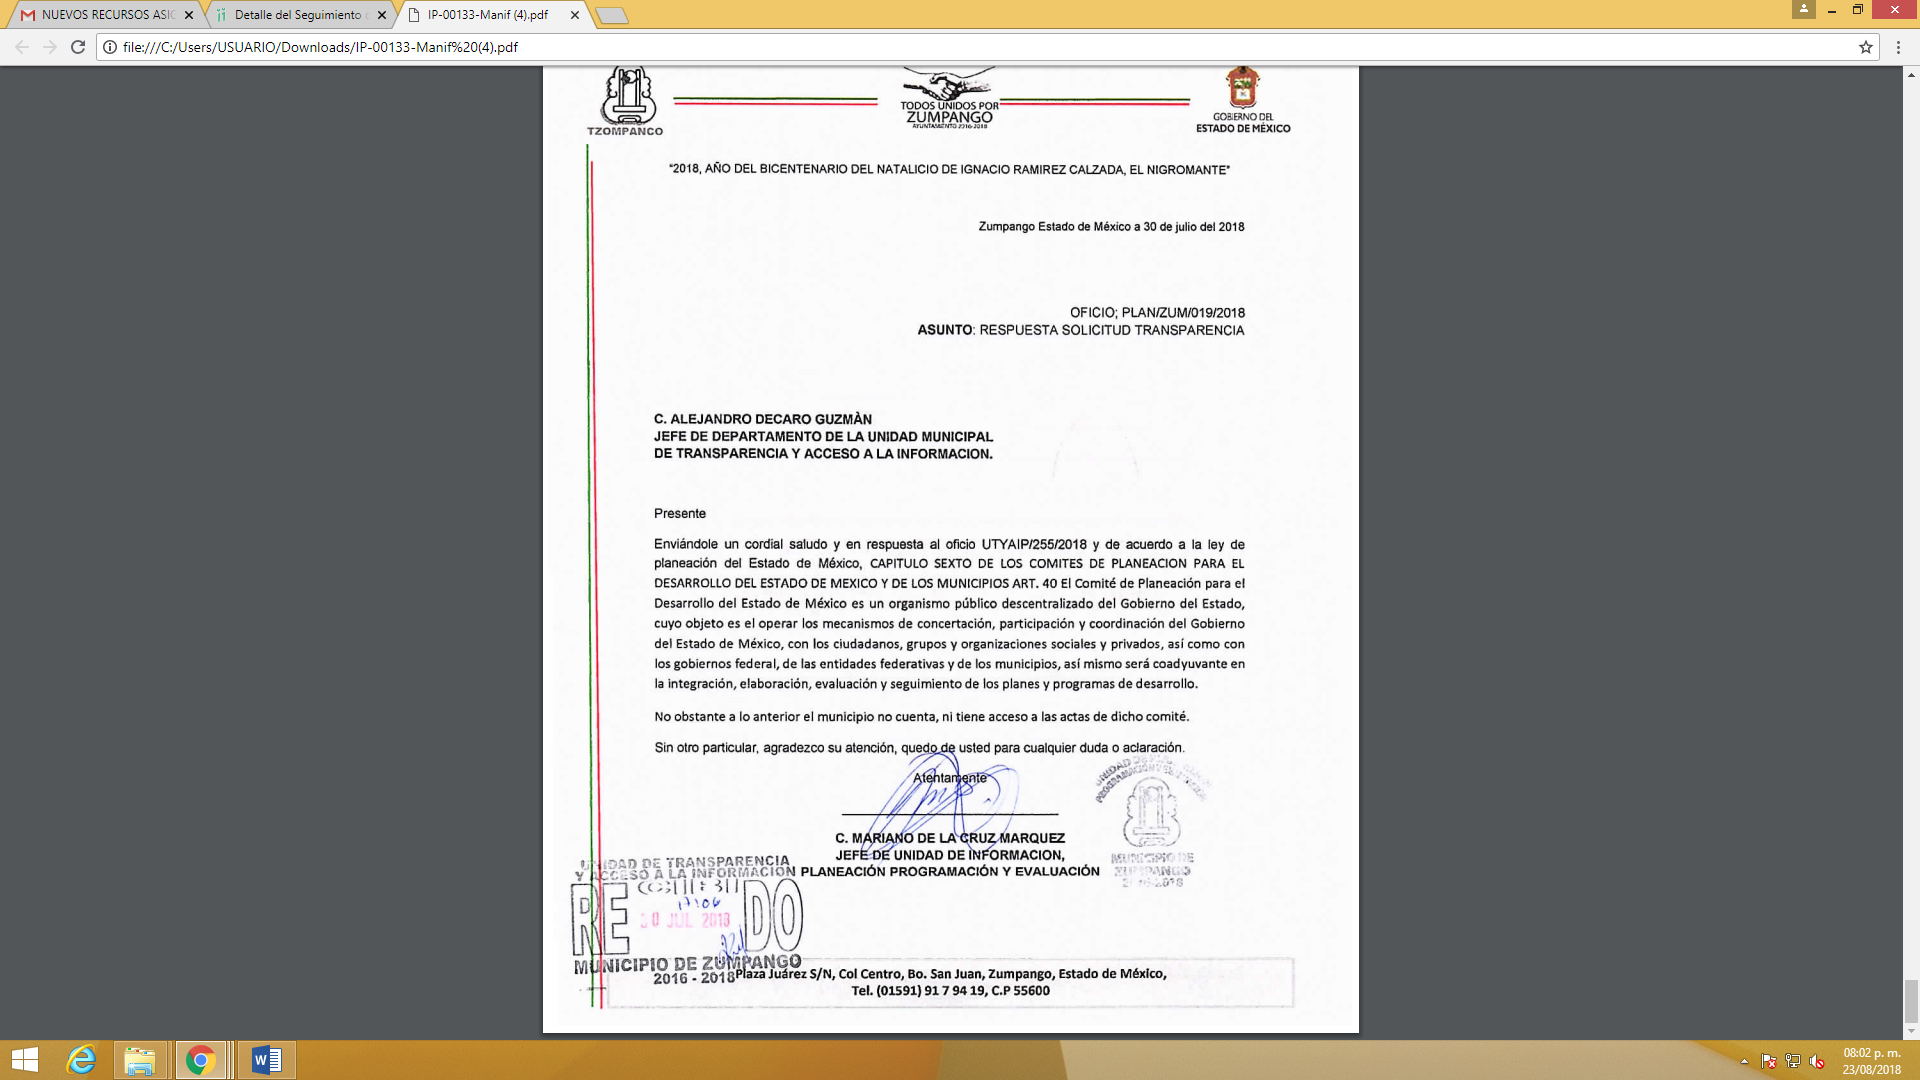 NUEVOS RECURSOS ASIG
Detalle del Seguimiento d
IP-00133-Manif (4).pdf
file:///C:/Users/USUARIO/Downloads/IP-00133-Manif%20(4).pdf
TZOMPANCO
TODOS UNIDOS POR
ZUMPANGO
AYUNTAMIENTO 2016-2018
GOBIERNO DEL
ESTADO DE MÉXICO
"2018, AÑO DEL BICENTENARIO DEL NATALICIO DE IGNACIO RAMIREZ CALZADA, EL NIGROMANTE"
Zumpango Estado de México a 30 de julio del 2018
OFICIO; PLAN/ZUM/019/2018
ASUNTO: RESPUESTA SOLICITUD TRANSPARENCIA
C. ALEJANDRO DECARO GUZMÀN
JEFE DE DEPARTAMENTO DE LA UNIDAD MUNICIPAL
DE TRANSPARENCIA Y ACCESO A LA INFORMACION.
Presente
Enviándole un cordial saludo y en respuesta al oficio UTYAIP/255/2018 y de acuerdo a la ley de
planeación del Estado de México, CAPITULO SEXTO DE LOS COMITES DE PLANEACION PARA EL
DESARROLLO DEL ESTADO DE MEXICO Y DE LOS MUNICIPIOS ART. 40 El Comité de Planeación para el
Desarrollo del Estado de México es un organismo público descentralizado del Gobierno del Estado,
cuyo objeto es el operar los mecanismos de concertación, participación y coordinación del Gobierno
del Estado de México, con los ciudadanos, grupos y organizaciones sociales y privados, así como con
los gobiernos federal, de las entidades federativas y de los municipios, así mismo será coadyuvante en
la integración, elaboración, evaluación y seguimiento de los planes y programas de desarrollo.
No obstante a lo anterior el municipio no cuenta, ni tiene acceso a las actas de dicho comité.
Sin otro particular, agradezco su atención, quedo de usted para cualquier duda o aclaración.
Atentamente
C. MARIANO DE LA CRUZ MARQUEZ
JEFE DE UNIDAD DE INFORMACION,
PLANEACIÓN PROGRAMACIÓN Y EVALUACIÓN
MUNICIPIO DE
ZUMPANGO
2016-2018
UNIDAD DE TRANSPARENCIA
Y ACCESO A LA INFORMACION
RE DO
30 JUL 2018
MUNICIPIO DE ZUMPANGO
2016 - 2018
Plaza Juárez S/N, Col Centro, Bo. San Juan, Zumpango, Estado de México,
Tel. (01591) 91 7 94 19, C.P 55600
08:02 p. m.
23/08/2018